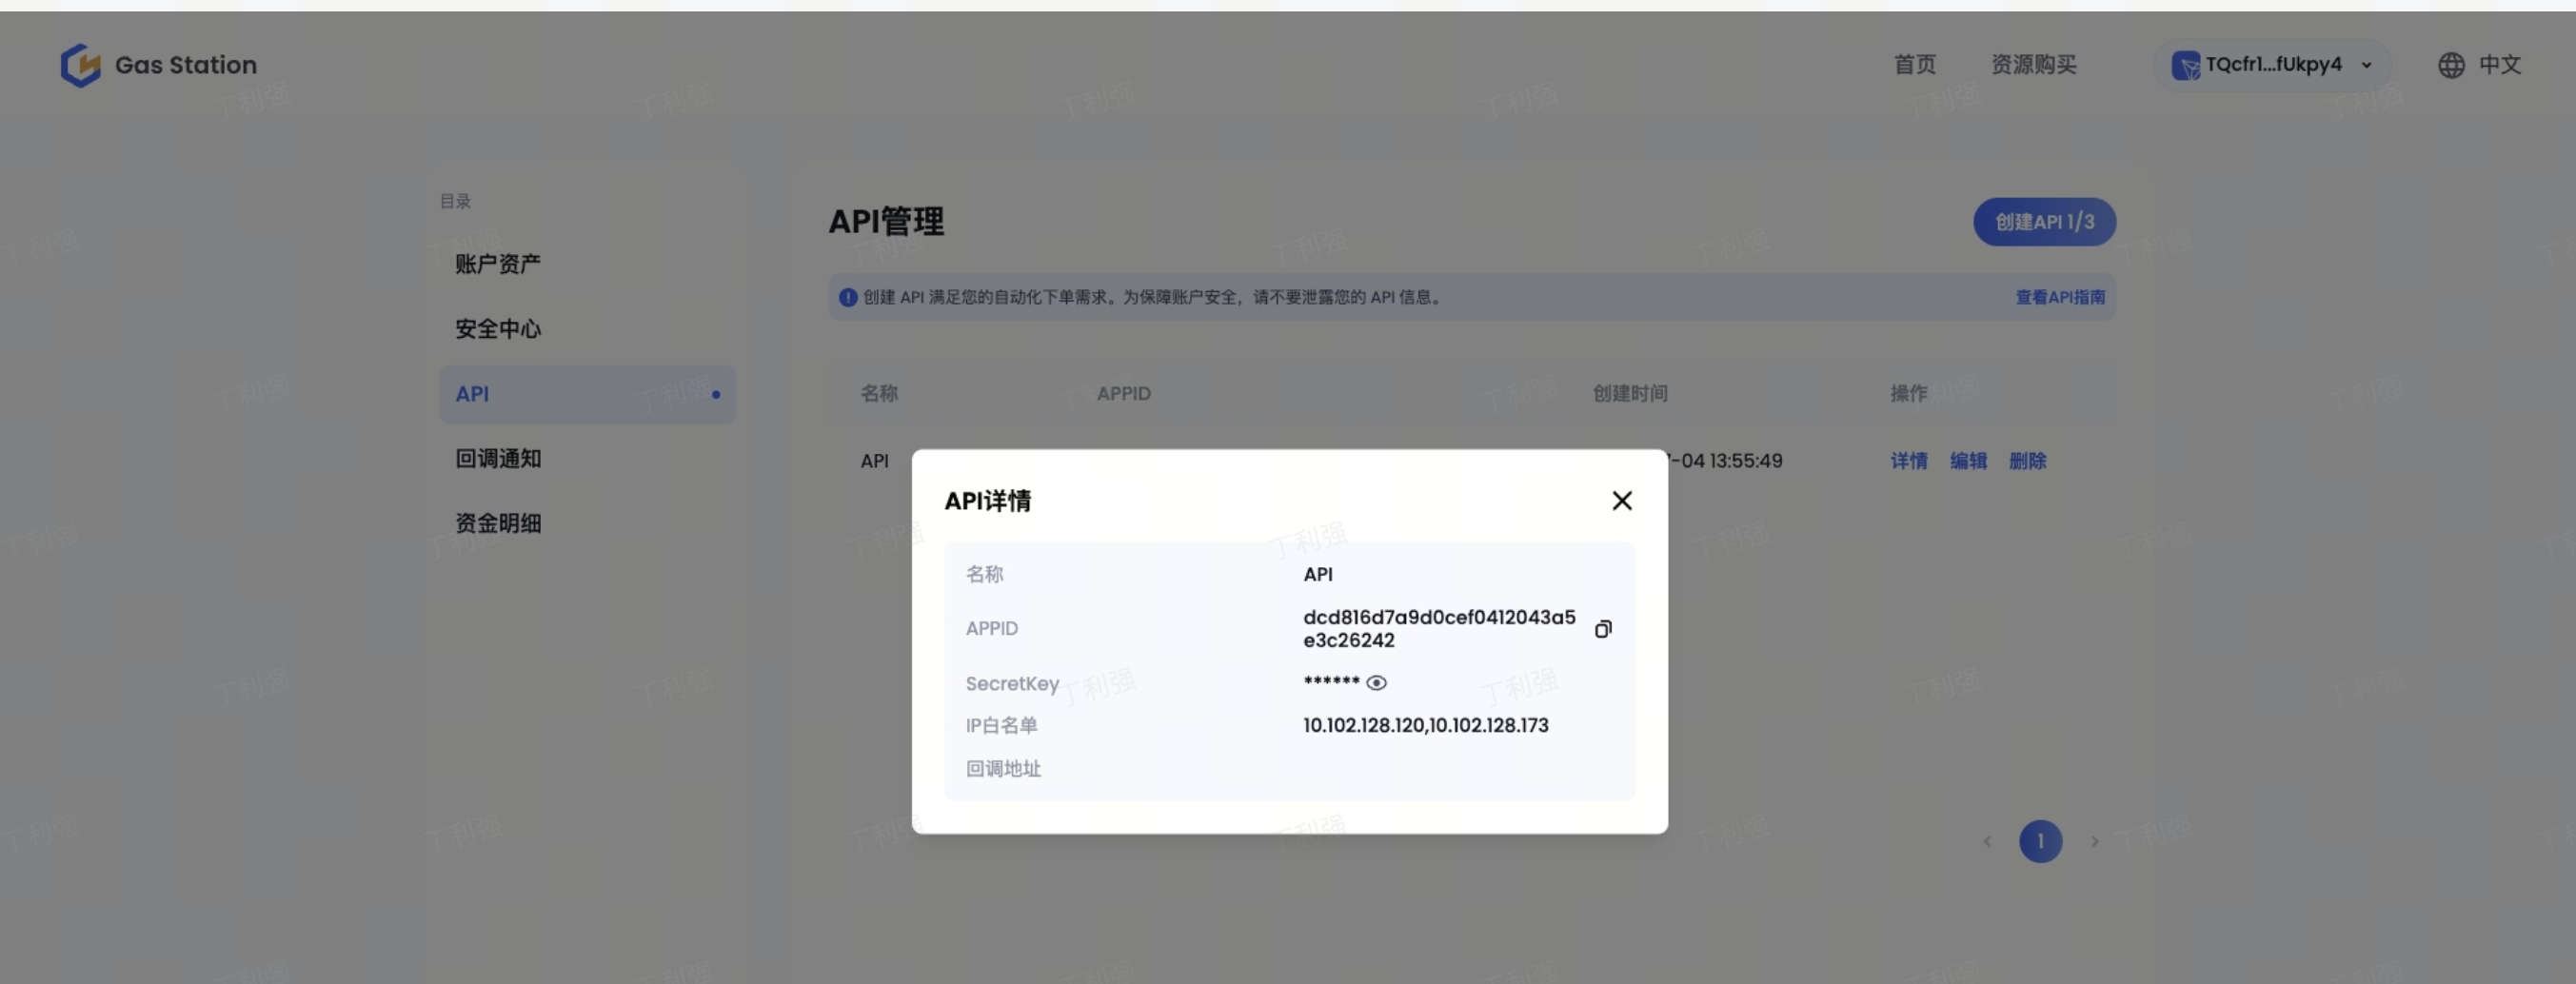 Gas Station
首页
资源购买
TQcfr1...fUkpy4
中文
目录
账户资产
安全中心
API
回调通知
资金明细
API管理
创建API 1/3
创建 API 满足您的自动化下单需求。为保障账户安全，请不要泄露您的 API 信息。
查看API指南
名称
APPID
创建时间
操作
API
-04 13:55:49
详情
编辑
删除
API详情
名称
API
APPID
dcd816d7a9d0cef0412043a5
e3c26242
SecretKey
******
IP白名单
10.102.128.120,10.102.128.173
回调地址
1
丁利强